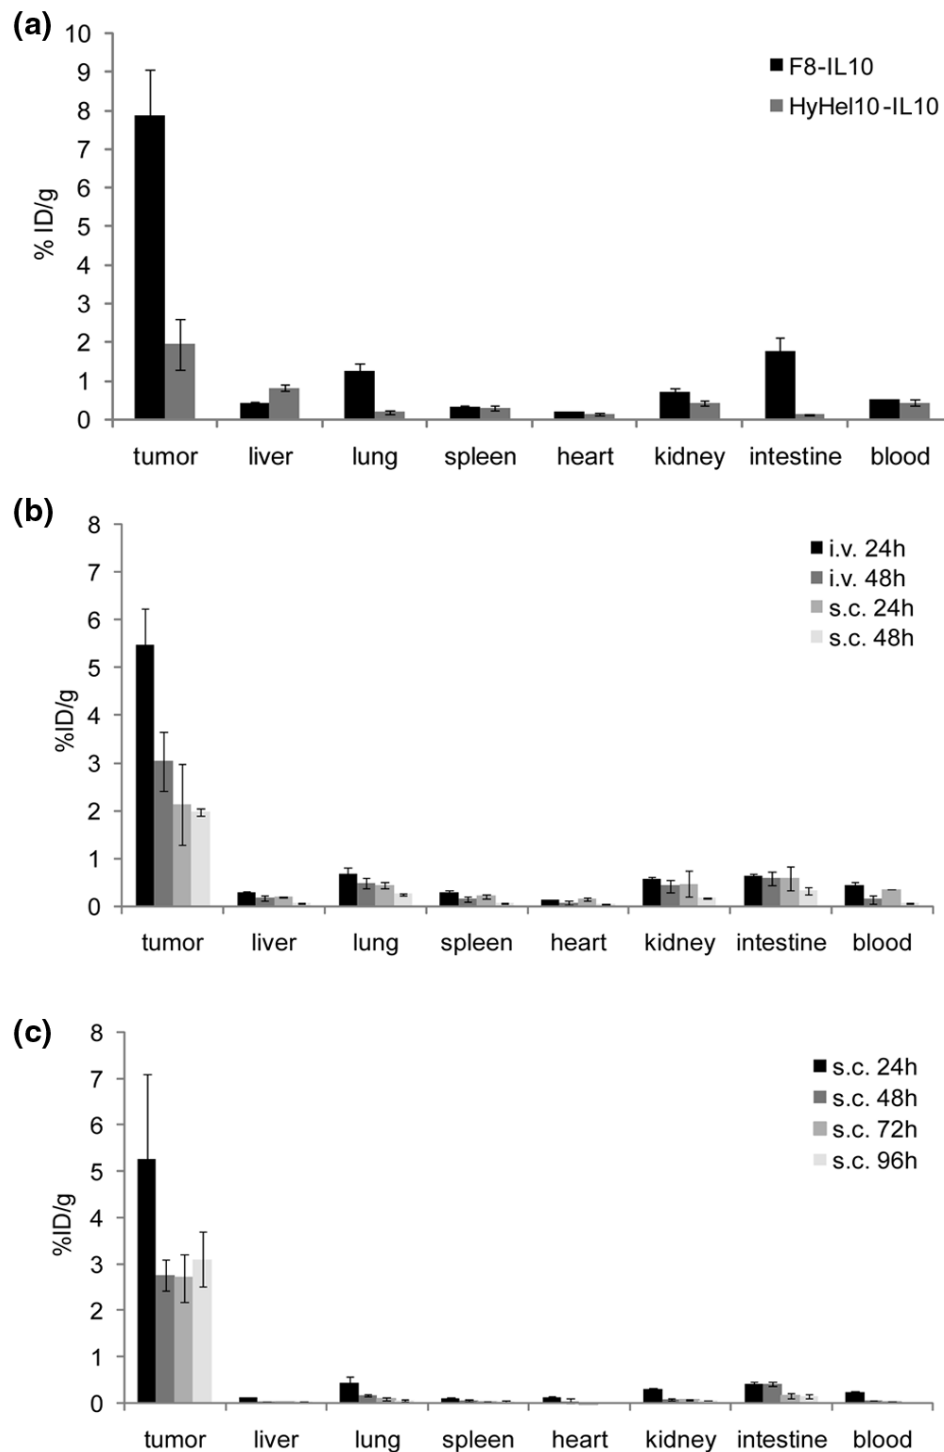 (a)
10
9
8
7
6
5
4
3
2
1
0
% ID/g
F8-IL10
HyHel10-IL10
tumor liver lung spleen heart kidney intestine blood
(b)
8
7
6
5
4
3
2
1
0
%ID/g
i.v. 24h
i.v. 48h
s.c. 24h
s.c. 48h
tumor liver lung spleen heart kidney intestine blood
(c)
8
7
6
5
4
3
2
1
0
%ID/g
s.c. 24h
s.c. 48h
s.c. 72h
s.c. 96h
tumor liver lung spleen heart kidney intestine blood